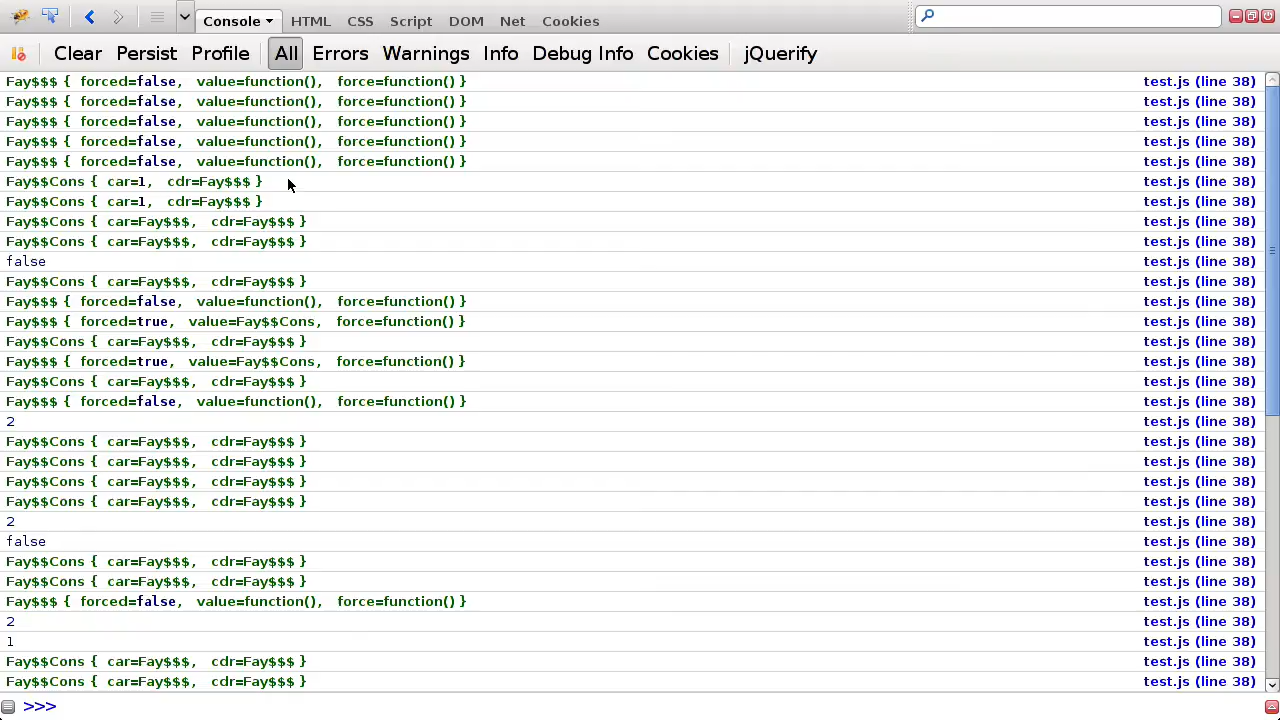 Console HTML CSS Script DOM Net Cookies
Clear Persist Profile All Errors Warnings Info Debug Info Cookies jQuerify
Fay$$$ { forced=false, value=function(), force=function() } test.js (line 38)
Fay$$$ { forced=false, value=function(), force=function() } test.js (line 38)
Fay$$$ { forced=false, value=function(), force=function() } test.js (line 38)
Fay$$$ { forced=false, value=function(), force=function() } test.js (line 38)
Fay$$$ { forced=false, value=function(), force=function() } test.js (line 38)
Fay$$Cons { car=1, cdr=Fay$$$ } test.js (line 38)
Fay$$Cons { car=1, cdr=Fay$$$ } test.js (line 38)
Fay$$Cons { car=Fay$$$, cdr=Fay$$$ } test.js (line 38)
Fay$$Cons { car=Fay$$$, cdr=Fay$$$ } test.js (line 38)
false test.js (line 38)
Fay$$Cons { car=Fay$$$, cdr=Fay$$$ } test.js (line 38)
Fay$$$ { forced=false, value=function(), force=function() } test.js (line 38)
Fay$$$ { forced=true, value=Fay$$Cons, force=function() } test.js (line 38)
Fay$$Cons { car=Fay$$$, cdr=Fay$$$ } test.js (line 38)
Fay$$$ { forced=true, value=Fay$$Cons, force=function() } test.js (line 38)
Fay$$Cons { car=Fay$$$, cdr=Fay$$$ } test.js (line 38)
Fay$$$ { forced=false, value=function(), force=function() } test.js (line 38)
2 test.js (line 38)
Fay$$Cons { car=Fay$$$, cdr=Fay$$$ } test.js (line 38)
Fay$$Cons { car=Fay$$$, cdr=Fay$$$ } test.js (line 38)
Fay$$Cons { car=Fay$$$, cdr=Fay$$$ } test.js (line 38)
Fay$$Cons { car=Fay$$$, cdr=Fay$$$ } test.js (line 38)
2 test.js (line 38)
false test.js (line 38)
Fay$$Cons { car=Fay$$$, cdr=Fay$$$ } test.js (line 38)
Fay$$Cons { car=Fay$$$, cdr=Fay$$$ } test.js (line 38)
Fay$$$ { forced=false, value=function(), force=function() } test.js (line 38)
2 test.js (line 38)
1 test.js (line 38)
Fay$$Cons { car=Fay$$$, cdr=Fay$$$ } test.js (line 38)
Fay$$Cons { car=Fay$$$, cdr=Fay$$$ } test.js (line 38)
>>>